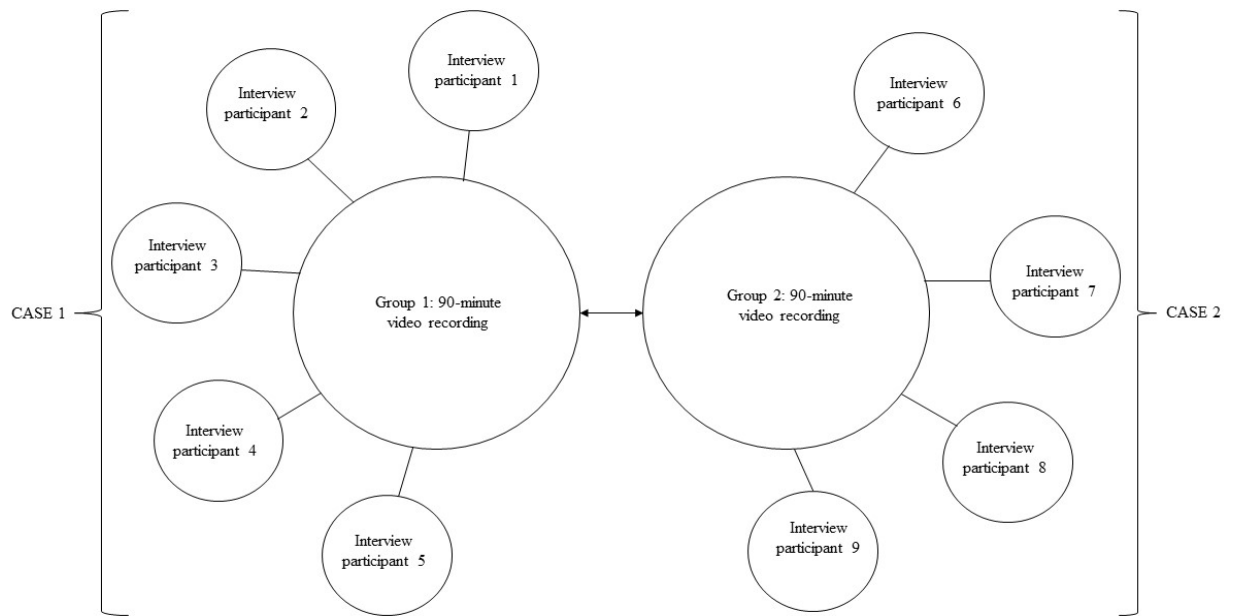 CASE 1
Interview
participant 1
Interview
participant 2
Interview
participant 3
Interview
participant 4
Interview
participant 5
Group 1: 90-minute
video recording
Group 2: 90-minute
video recording
Interview
participant 6
Interview
participant 7
Interview
participant 8
Interview
participant 9
CASE 2